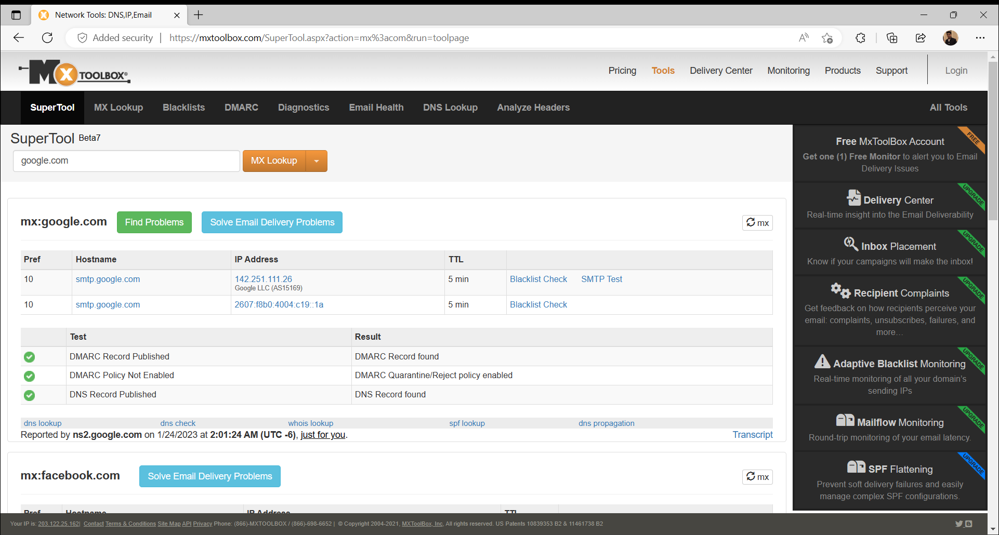 Network Tools: DNS,IP,Email
Added security | https://mxtoolbox.com/SuperTool.aspx?action=mx%3acom&run=toolpage
MX TOOLBOX®
Pricing Tools Delivery Center Monitoring Products Support Login
SuperTool MX Lookup Blacklists DMARC Diagnostics Email Health DNS Lookup Analyze Headers All Tools
SuperTool Beta7
google.com MX Lookup
mx:google.com Find Problems Solve Email Delivery Problems mx
Pref Hostname IP Address TTL
10 smtp.google.com 142.251.111.26 5 min Blacklist Check SMTP Test
Google LLC (AS15169)
10 smtp.google.com 2607:f8b0:4004:c19::1a 5 min Blacklist Check
Test Result
DMARC Record Published DMARC Record found
DMARC Policy Not Enabled DMARC Quarantine/Reject policy enabled
DNS Record Published DNS Record found
dns lookup dns check whois lookup spf lookup dns propagation
Reported by ns2.google.com on 1/24/2023 at 2:01:24 AM (UTC -6), just for you. Transcript
mx:facebook.com Solve Email Delivery Problems mx
Pref Hostname IP Address TTL
FREE
Free MxToolBox Account
Get one (1) Free Monitor to alert you to Email
Delivery Issues
UPGRADE
Delivery Center
Real-time insight into the Email Deliverability
UPGRADE
Inbox Placement
Know if your campaigns will make the inbox!
UPGRADE
Recipient Complaints
Get feedback on how recipients perceive your
email: complaints, unsubscribes, failures, and
more…
UPGRADE
Adaptive Blacklist Monitoring
Real-time monitoring of all your domain's
sending IPs
UPGRADE
Mailflow Monitoring
Round-trip monitoring of your email latency.
UPGRADE
SPF Flattening
Prevent soft delivery failures and easily
manage complex SPF configurations.
Your IP is: 203.122.25.162| Contact Terms & Conditions Site Map API Privacy Phone: (866)-MXTOOLBOX / (866)-698-6652 | © Copyright 2004-2021, MXToolBox, Inc, All rights reserved. US Patents 10839353 B2 & 11461738 B2